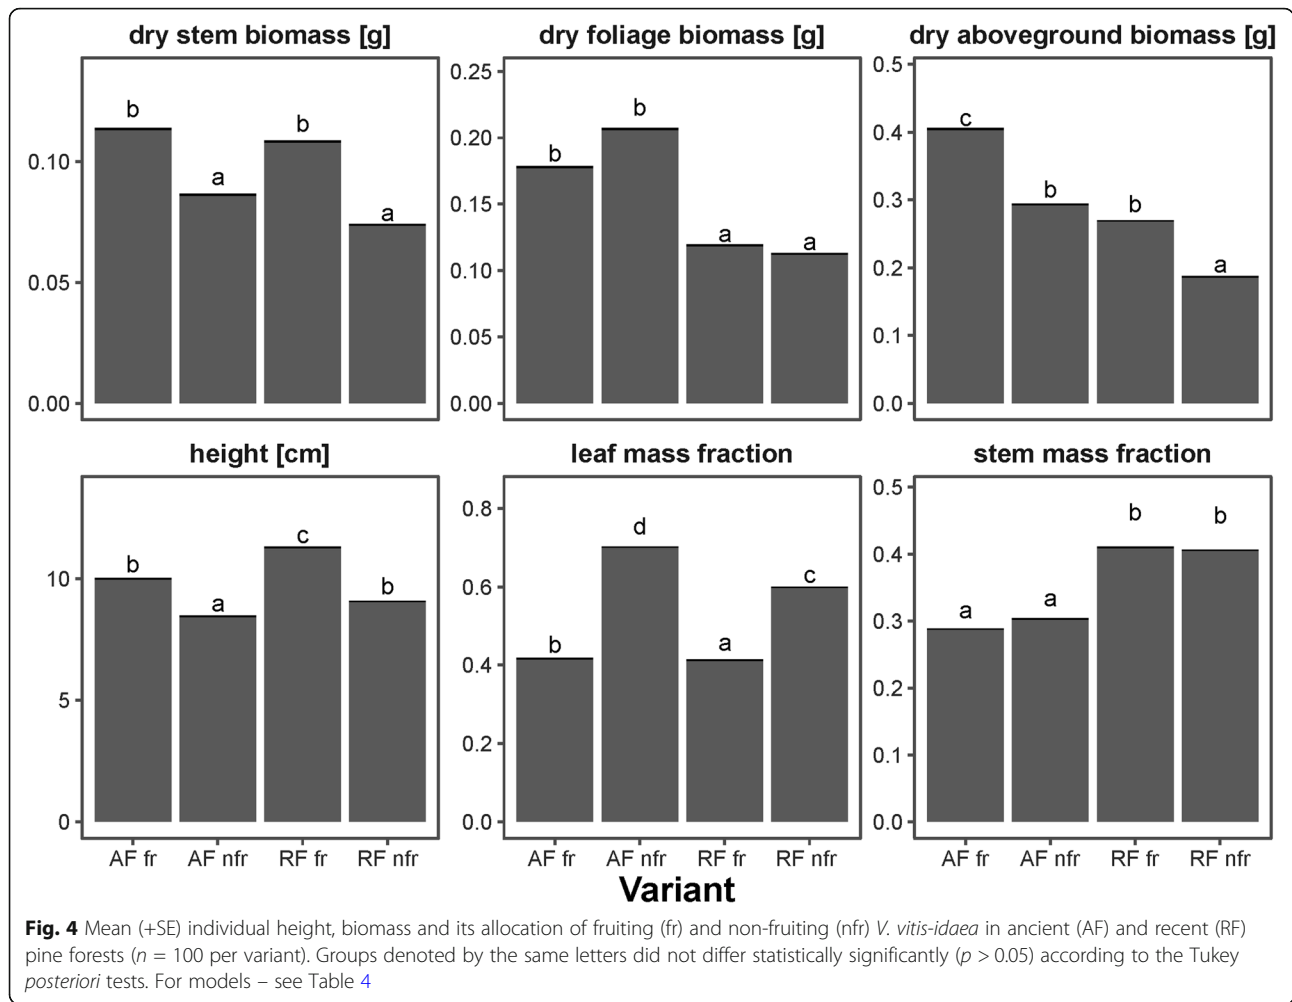 dry stem biomass [g]
dry foliage biomass [g]
dry aboveground biomass [g]
0.10
0.05
0.00
b
a
b
a
0.25
0.20
0.15
0.10
0.05
0.00
b
b
a
a
0.5
0.4
0.3
0.2
0.1
0.0
c
b
b
a
height [cm]
leaf mass fraction
stem mass fraction
10
5
0
b
a
c
b
0.8
0.6
0.4
0.2
0.0
b
d
a
c
0.5
0.4
0.3
0.2
0.1
0.0
a
a
b
b
AF fr AF nfr RF fr RF nfr
AF fr AF nfr RF fr RF nfr
AF fr AF nfr RF fr RF nfr
Variant
Fig. 4 Mean (+SE) individual height, biomass and its allocation of fruiting (fr) and non-fruiting (nfr) V. vitis-idaea in ancient (AF) and recent (RF)
pine forests (n = 100 per variant). Groups denoted by the same letters did not differ statistically significantly (p > 0.05) according to the Tukey
posteriori tests. For models – see Table 4